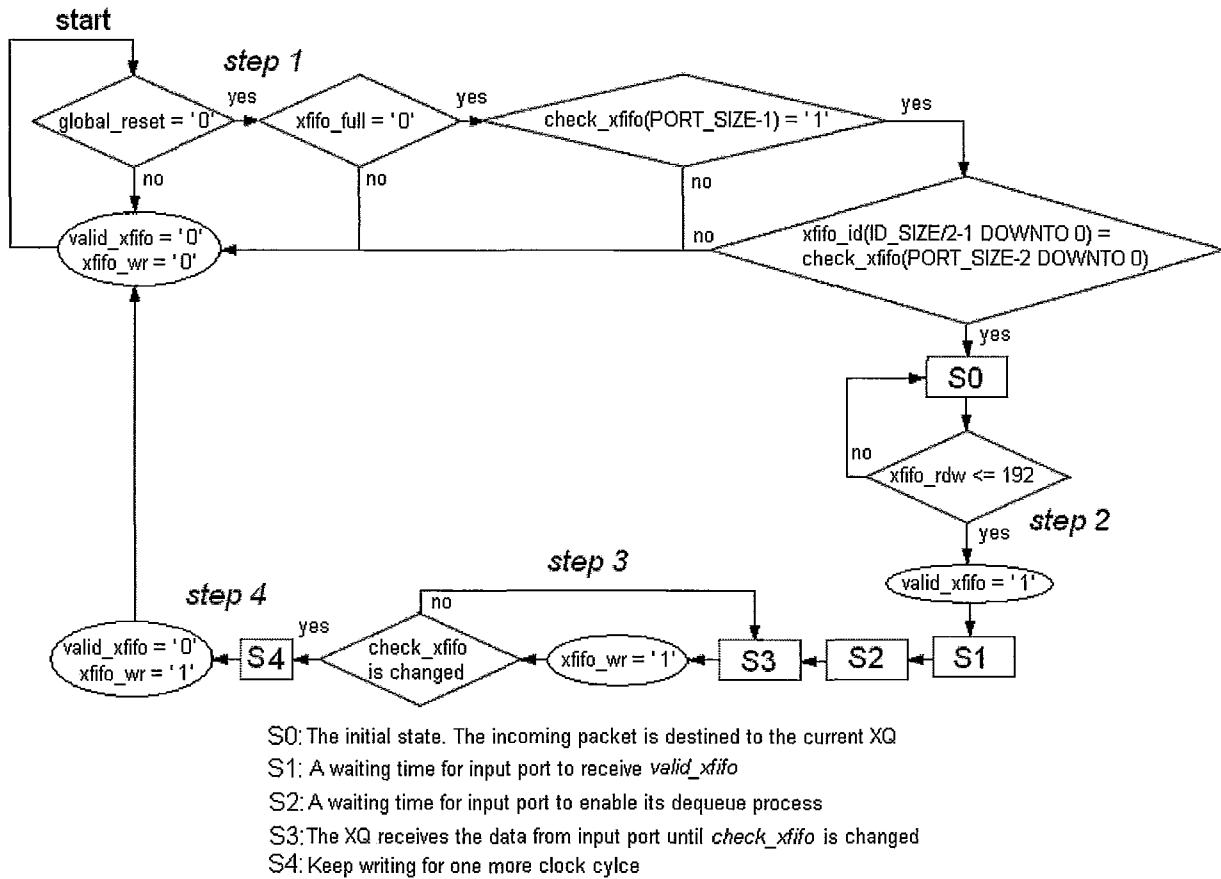 start
step 1
global_reset = '0'
yes
no
xfifo_full = '0'
yes
no
check_xfifo(PORT_SIZE-1) = '1'
yes
no
xfifo_id(ID_SIZE/2-1 DOWNTO 0) =
check_xfifo(PORT_SIZE-2 DOWNTO 0)
no
yes
valid_xfifo = '0'
xfifo_wr = '0'
S0
xfifo_rdw <= 192
no
yes
step 2
valid_xfifo = '1'
S1
S2
S3
step 3
xfifo_wr = '1'
check_xfifo
is changed
no
yes
step 4
S4
valid_xfifo = '0'
xfifo_wr = '1'
S0: The initial state. The incoming packet is destined to the current XQ
S1: A waiting time for input port to receive valid_xfifo
S2: A waiting time for input port to enable its dequeue process
S3: The XQ receives the data from input port until check_xfifo is changed
S4: Keep writing for one more clock cylce